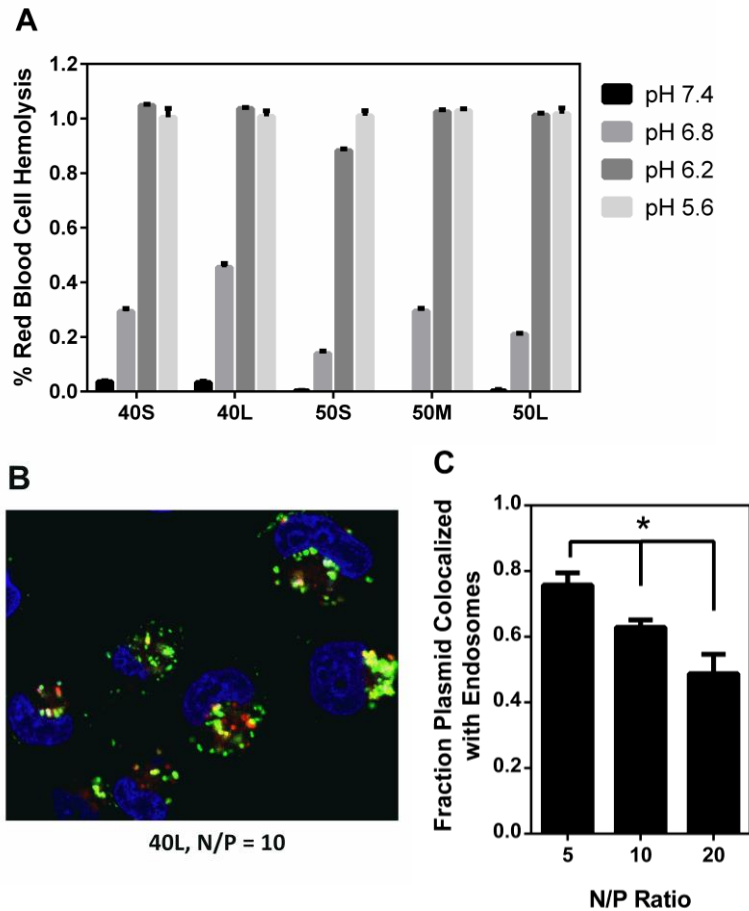 A
% Red Blood Cell Hemolysis
1.2
1.0
0.8
0.6
0.4
0.2
0.0
40S 40L 50S 50M 50L
pH 7.4
pH 6.8
pH 6.2
pH 5.6
B
40L, N/P = 10
C
Fraction Plasmid Colocalized
with Endosomes
1.0
0.8
0.6
0.4
0.2
0.0
*
5 10 20
N/P Ratio